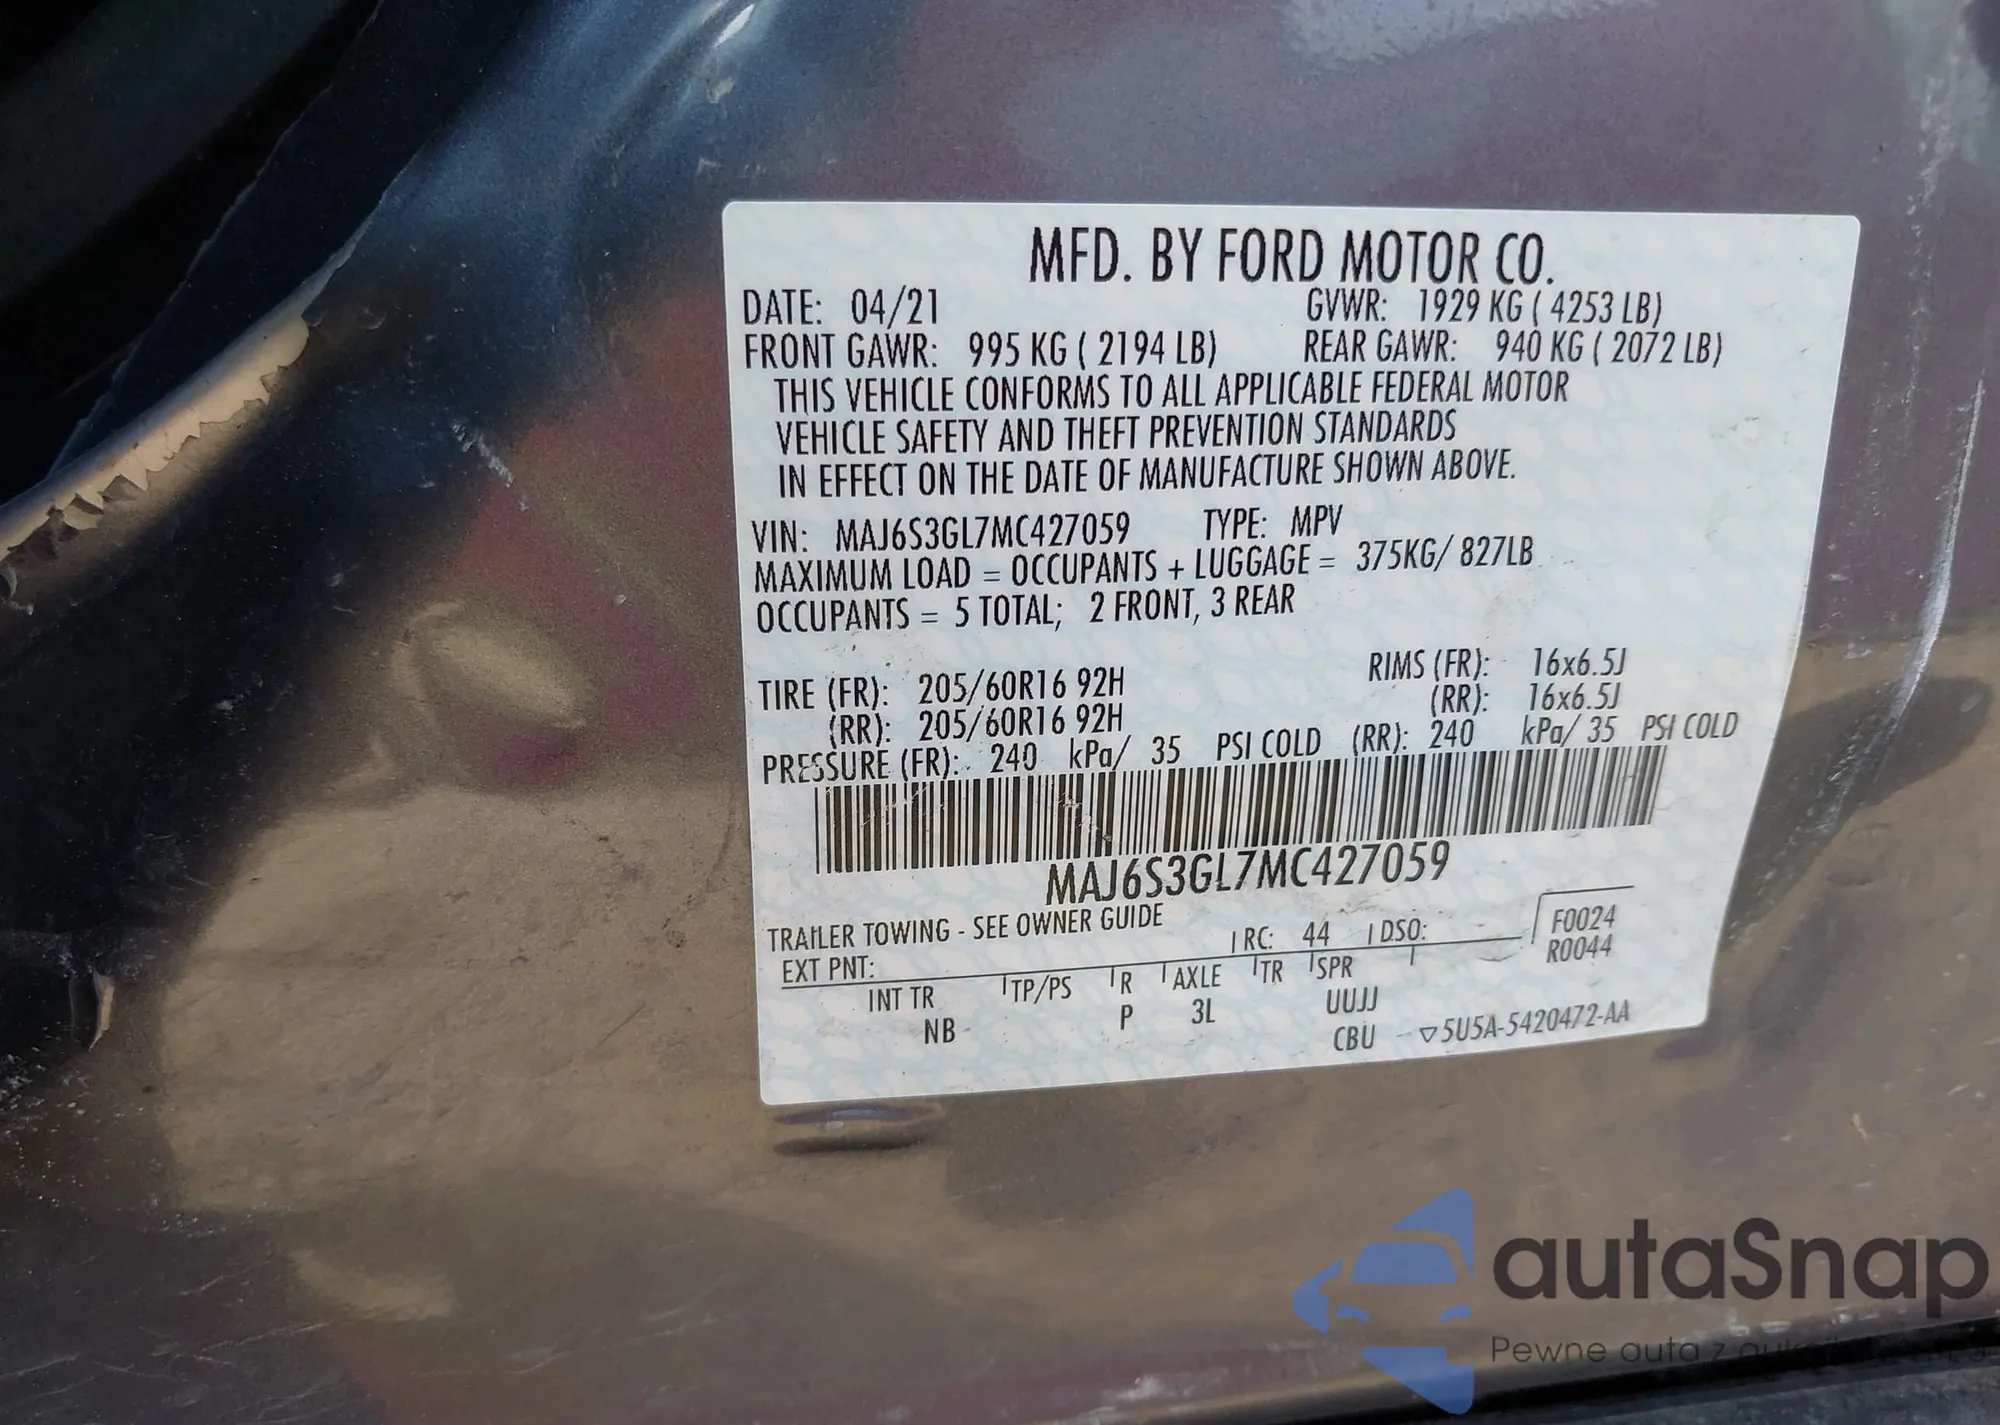 MFD. BY FORD MOTOR CO.
DATE: 04/21 GVWR: 1929 KG ( 4253 LB)
FRONT GAWR: 995 KG ( 2194 LB) REAR GAWR: 940 KG ( 2072 LB)
THIS VEHICLE CONFORMS TO ALL APPLICABLE FEDERAL MOTOR
VEHICLE SAFETY AND THEFT PREVENTION STANDARDS
IN EFFECT ON THE DATE OF MANUFACTURE SHOWN ABOVE.
VIN: MAJ6S3GL7MC427059 TYPE: MPV
MAXIMUM LOAD = OCCUPANTS + LUGGAGE = 375KG/ 827LB
OCCUPANTS = 5 TOTAL; 2 FRONT, 3 REAR
TIRE (FR): 205/60R16 92H RIMS (FR): 16x6.5J
(RR): 205/60R16 92H (RR): 16x6.5J
PRESSURE (FR): 240 kPa/ 35 PSI COLD (RR): 240 kPa/ 35 PSI COLD
MAJ6S3GL7MC427059
TRAILER TOWING - SEE OWNER GUIDE
EXT PNT: RC: 44 DSO: F0024
R0044
INT TR TP/PS R AXLE TR SPR
NB P 3L UUJJ
CBU ▽5U5A-5420472-AA
autaSnap
Pewne auta z